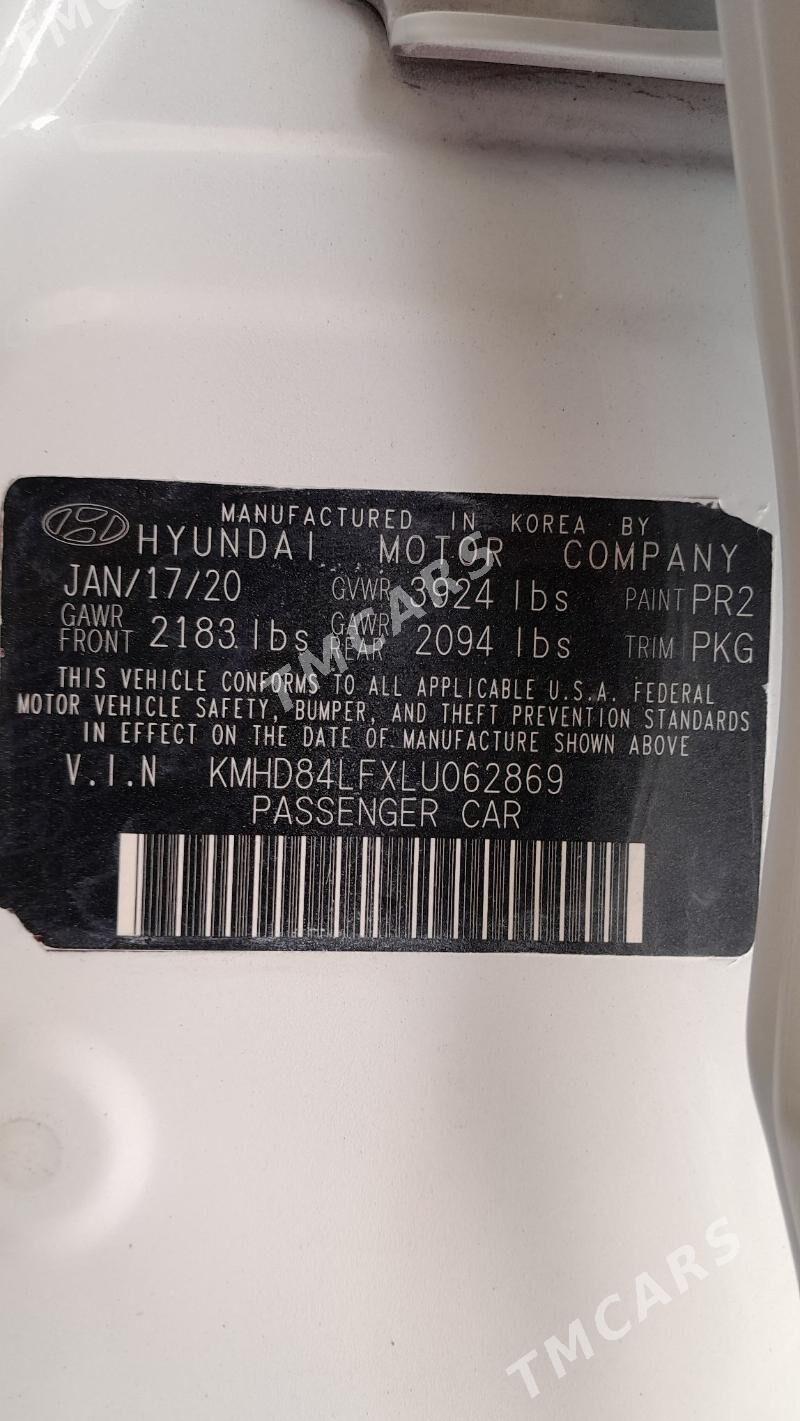 TMCARS
MANUFACTURED IN KOREA BY
HYUNDAI MOTOR COMPANY
JAN/17/20 GVWR 3924 lbs PAINT PR2
GAWR FRONT 2183 lbs GAWR REAR 2094 lbs TRIM PKG
THIS VEHICLE CONFORMS TO ALL APPLICABLE U.S.A. FEDERAL
MOTOR VEHICLE SAFETY, BUMPER, AND THEFT PREVENTION STANDARDS
IN EFFECT ON THE DATE OF MANUFACTURE SHOWN ABOVE
V.I.N KMHD84LFXLU062869
PASSENGER CAR
TMCARS
TMCARS